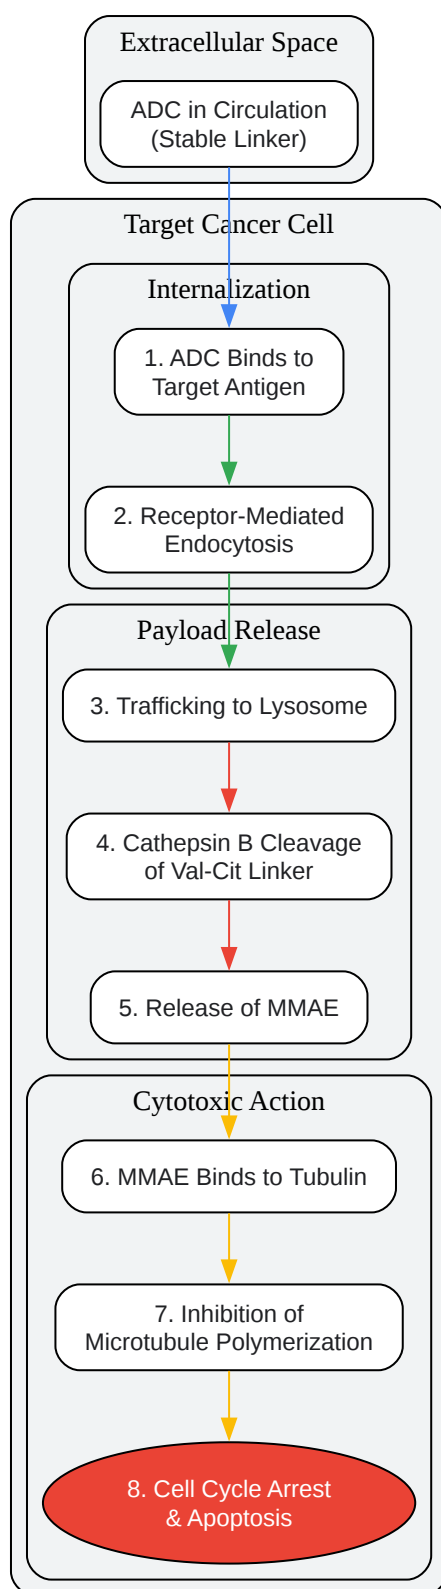 Extracellular Space
ADC in Circulation
(Stable Linker)
Target Cancer Cell
Internalization
1. ADC Binds to
Target Antigen
2. Receptor-Mediated
Endocytosis
Payload Release
3. Trafficking to Lysosome
4. Cathepsin B Cleavage
of Val-Cit Linker
5. Release of MMAE
Cytotoxic Action
6. MMAE Binds to Tubulin
7. Inhibition of
Microtubule Polymerization
8. Cell Cycle Arrest
& Apoptosis